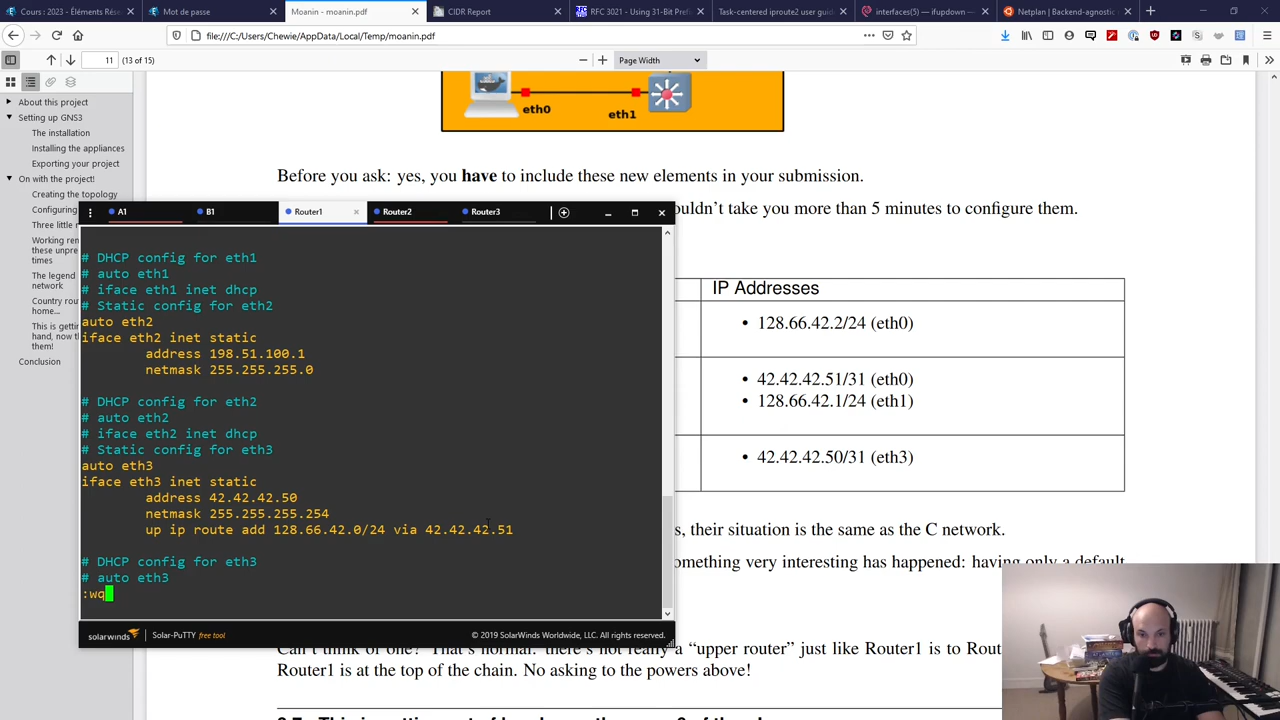 Cours : 2023 - Éléments Rése
Mot de passe
Moanin - moanin.pdf
CIDR Report
RFC 3021 - Using 31-Bit Prefi
Task-centered iproute2 user guid
interfaces(5) — ifupdown —
Netplan | Backend-agnostic
file:///C:/Users/Chewie/AppData/Local/Temp/moanin.pdf
11 (13 of 15)
Page Width
About this project
Setting up GNS3
The installation
Installing the appliances
Exporting your project
On with the project!
Creating the topology
Configuring
Three little r
Working ren
these unpre
times
The legend
network
Country rou
home...
This is getti
hand, now th
them!
Conclusion
eth0
eth1
Before you ask: yes, you have to include these new elements in your submission.
ouldn't take you more than 5 minutes to configure them.
IP Addresses
• 128.66.42.2/24 (eth0)
• 42.42.42.51/31 (eth0)
• 128.66.42.1/24 (eth1)
• 42.42.42.50/31 (eth3)
s, their situation is the same as the C network.
omething very interesting has happened: having only a default
Can't think of one? That's normal: there's not really a "upper router" just like Router1 is to Rout
Router1 is at the top of the chain. No asking to the powers above!
A1
B1
Router1
Router2
Router3
# DHCP config for eth1
# auto eth1
# iface eth1 inet dhcp
# Static config for eth2
auto eth2
iface eth2 inet static
address 198.51.100.1
netmask 255.255.255.0
# DHCP config for eth2
# auto eth2
# iface eth2 inet dhcp
# Static config for eth3
auto eth3
iface eth3 inet static
address 42.42.42.50
netmask 255.255.255.254
up ip route add 128.66.42.0/24 via 42.42.42.51
# DHCP config for eth3
# auto eth3
:wq
solarwinds
Solar-PuTTY free tool
© 2019 SolarWinds Worldwide, LLC. All rights reserved.